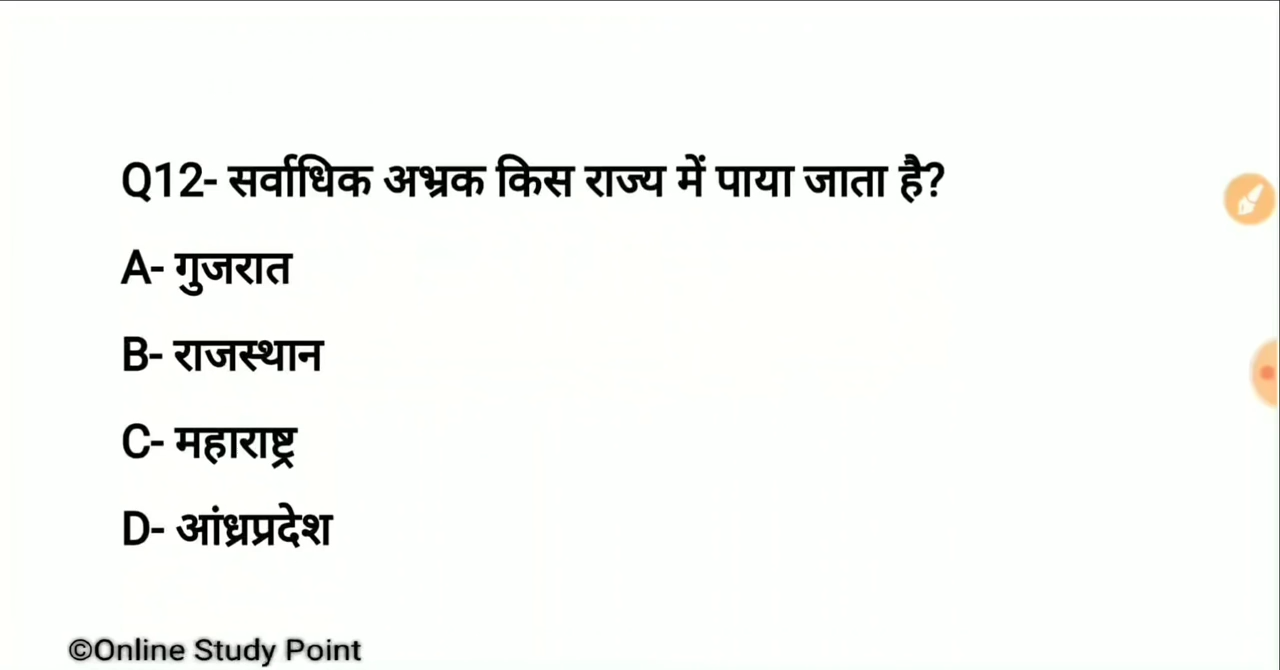 Q12- सर्वाधिक अभ्रक किस राज्य में पाया जाता है?
A- गुजरात
B- राजस्थान
C- महाराष्ट्र
D- आंध्रप्रदेश
©Online Study Point